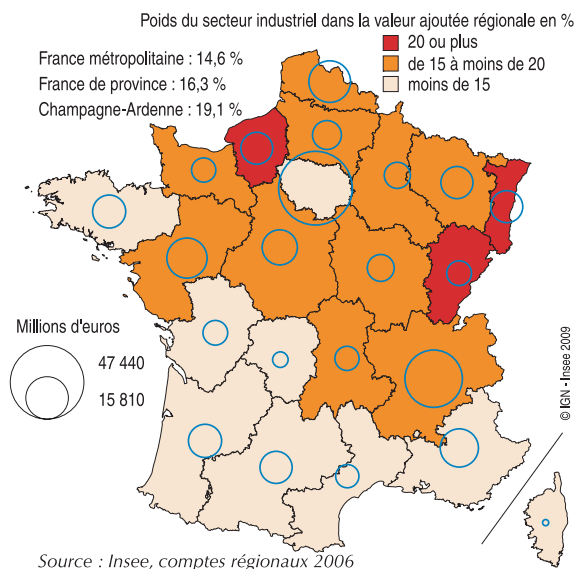 Poids du secteur industriel dans la valeur ajoutée régionale en %
20 ou plus
de 15 à moins de 20
moins de 15
France métropolitaine : 14,6 %
France de province : 16,3 %
Champagne-Ardenne : 19,1 %
Millions d'euros
47 440
15 810
© IGN - Insee 2009
Source : Insee, comptes régionaux 2006